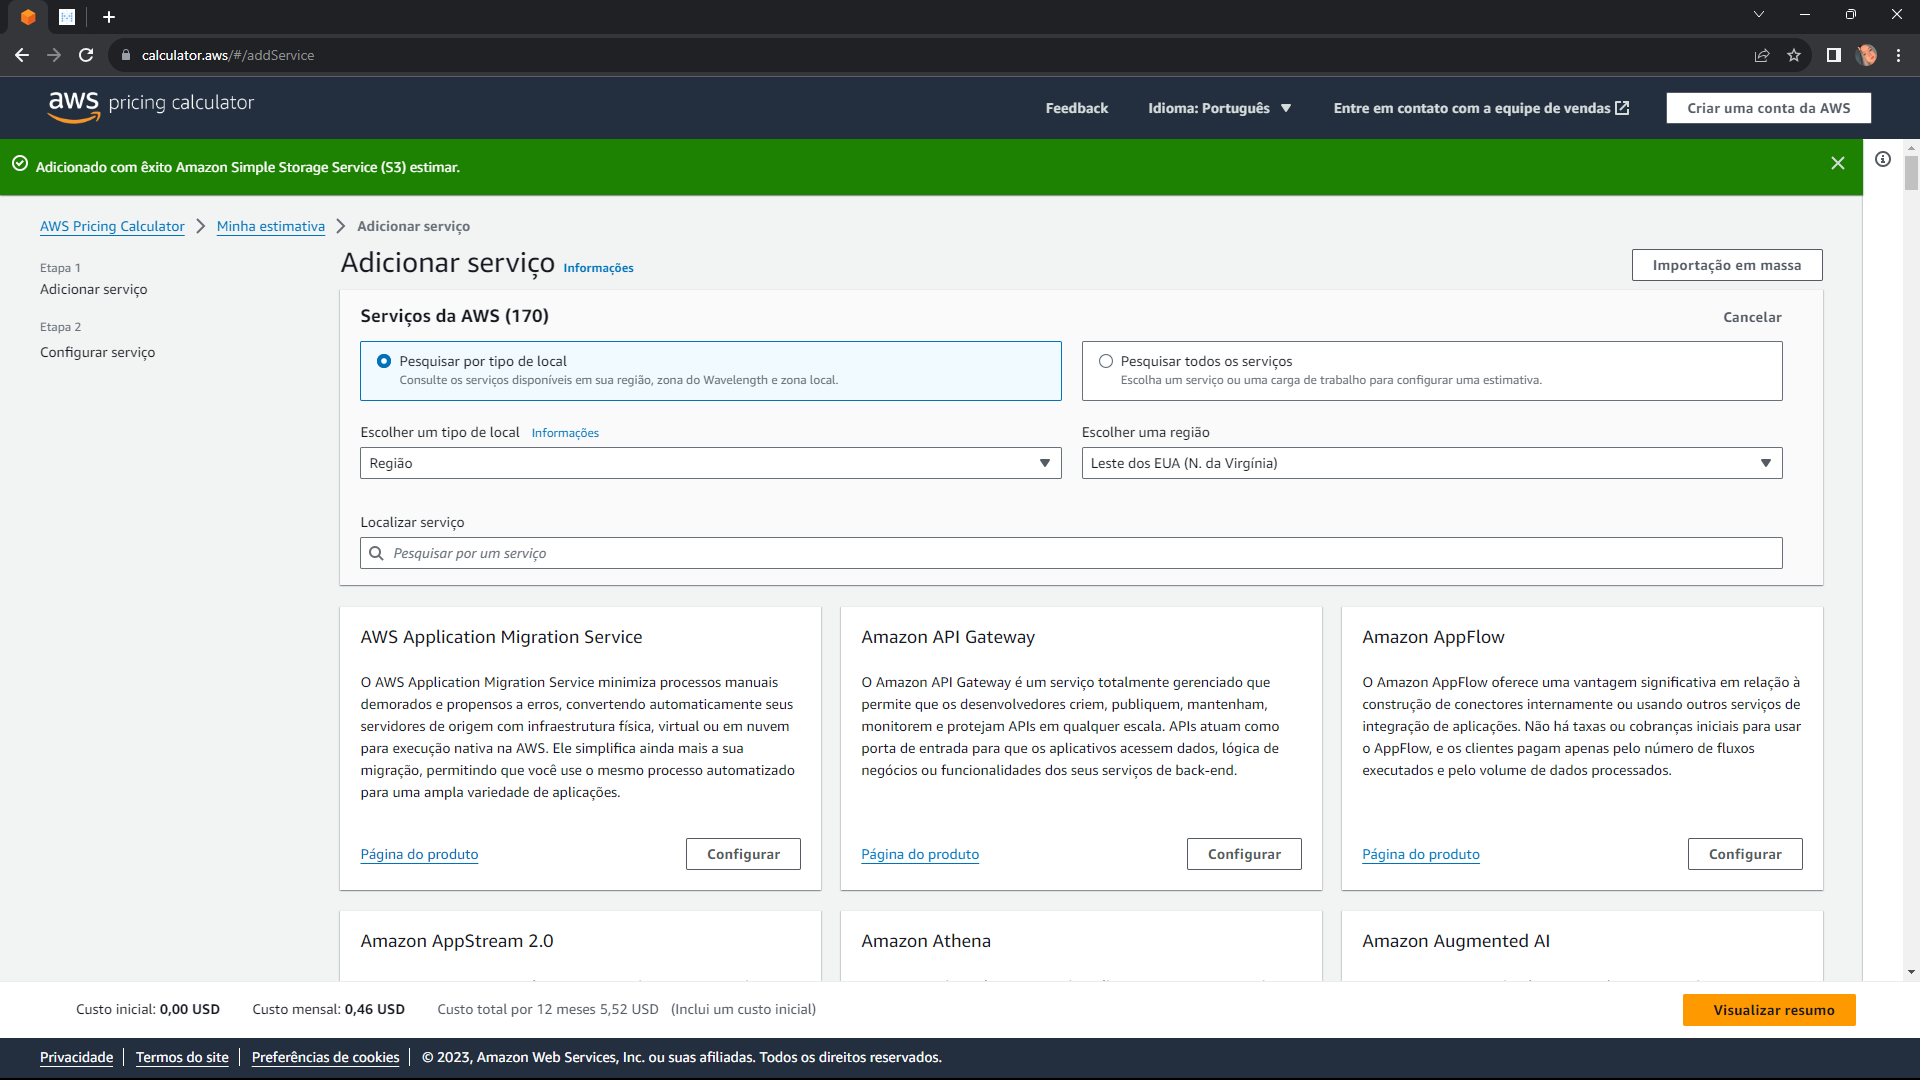 calculator.aws/#/addService
aws pricing calculator
Feedback
Idioma: Português
Entre em contato com a equipe de vendas
Criar uma conta da AWS
Adicionado com êxito Amazon Simple Storage Service (S3) estimar.
AWS Pricing Calculator
Minha estimativa
Adicionar serviço
Etapa 1
Adicionar serviço
Etapa 2
Configurar serviço
Adicionar serviço Informações
Importação em massa
Serviços da AWS (170)
Cancelar
Pesquisar por tipo de local
Consulte os serviços disponíveis em sua região, zona do Wavelength e zona local.
Pesquisar todos os serviços
Escolha um serviço ou uma carga de trabalho para configurar uma estimativa.
Escolher um tipo de local Informações
Região
Escolher uma região
Leste dos EUA (N. da Virgínia)
Localizar serviço
Pesquisar por um serviço
AWS Application Migration Service
O AWS Application Migration Service minimiza processos manuais
demorados e propensos a erros, convertendo automaticamente seus
servidores de origem com infraestrutura física, virtual ou em nuvem
para execução nativa na AWS. Ele simplifica ainda mais a sua
migração, permitindo que você use o mesmo processo automatizado
para uma ampla variedade de aplicações.
Página do produto
Configurar
Amazon API Gateway
O Amazon API Gateway é um serviço totalmente gerenciado que
permite que os desenvolvedores criem, publiquem, mantenham,
monitorem e protejam APIs em qualquer escala. APIs atuam como
porta de entrada para que os aplicativos acessem dados, lógica de
negócios ou funcionalidades dos seus serviços de back-end.
Página do produto
Configurar
Amazon AppFlow
O Amazon AppFlow oferece uma vantagem significativa em relação à
construção de conectores internamente ou usando outros serviços de
integração de aplicações. Não há taxas ou cobranças iniciais para usar
o AppFlow, e os clientes pagam apenas pelo número de fluxos
executados e pelo volume de dados processados.
Página do produto
Configurar
Amazon AppStream 2.0
Amazon Athena
Amazon Augmented AI
Custo inicial: 0,00 USD
Custo mensal: 0,46 USD
Custo total por 12 meses 5,52 USD
(Inclui um custo inicial)
Visualizar resumo
Privacidade
Termos do site
Preferências de cookies
© 2023, Amazon Web Services, Inc. ou suas afiliadas. Todos os direitos reservados.